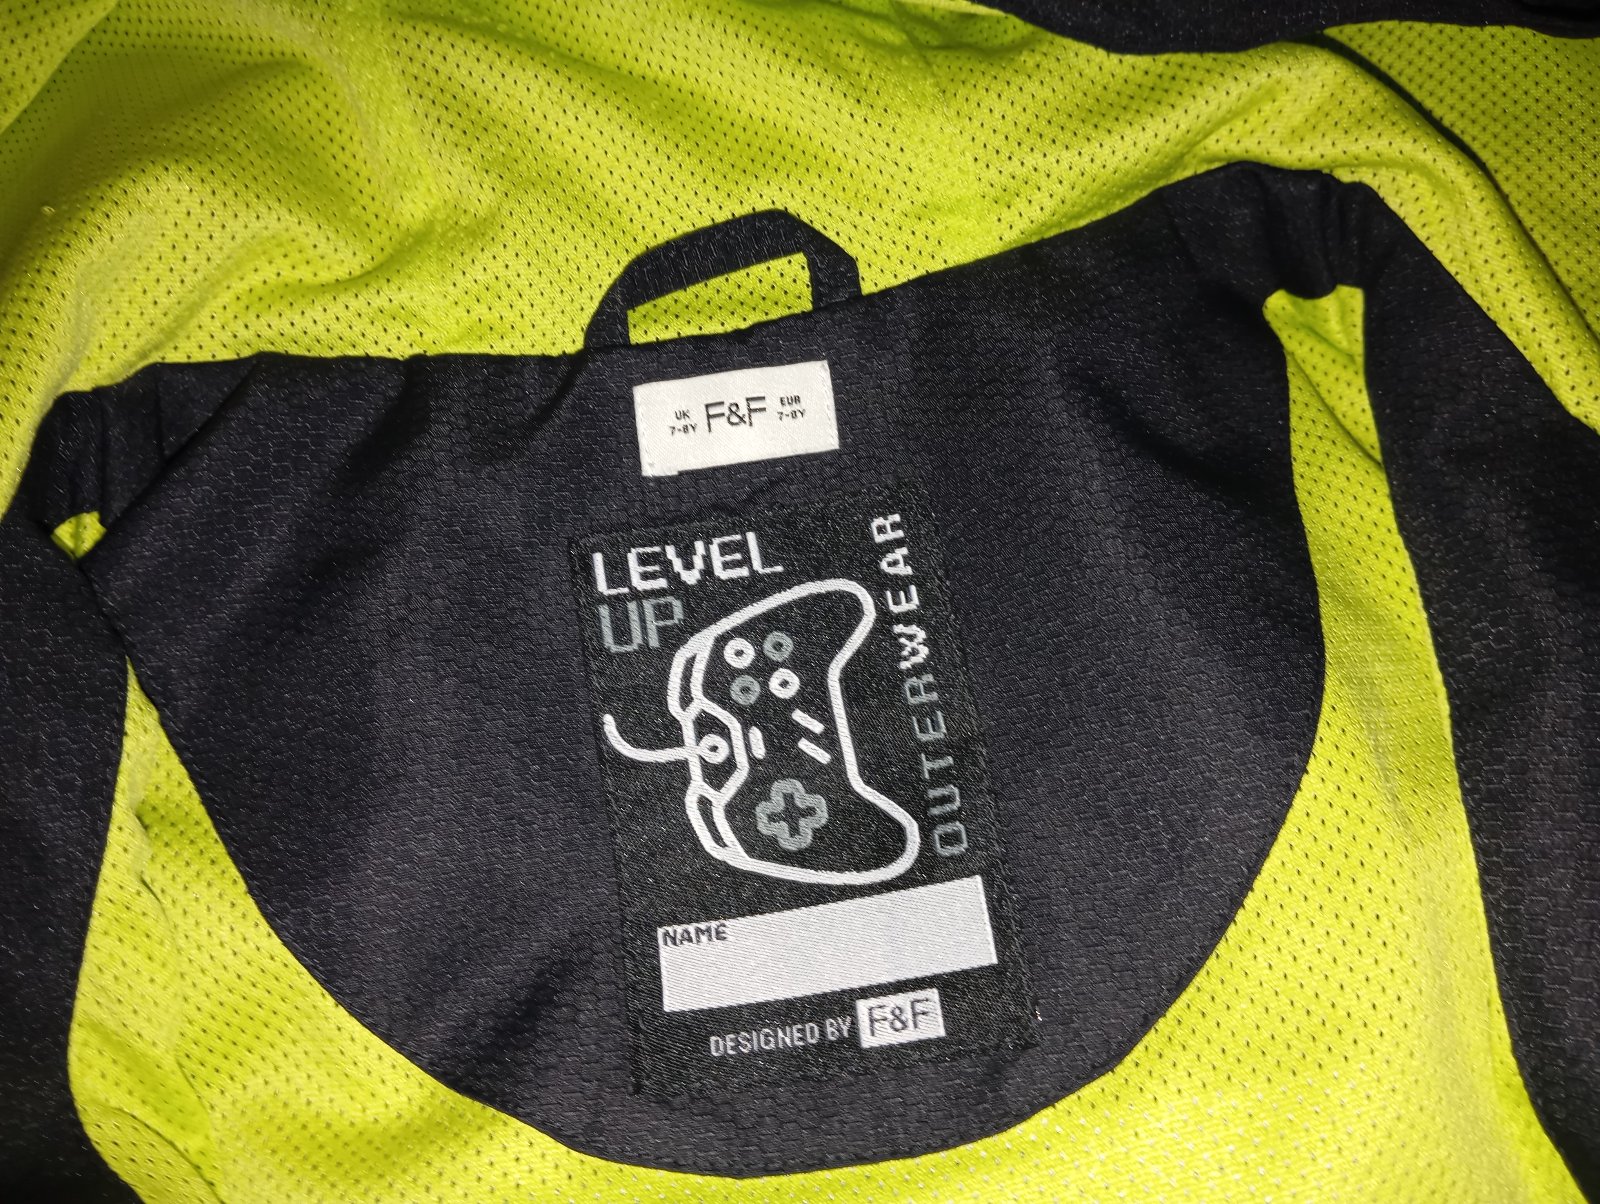 UK F&F EUR
7-8Y 7-8Y
LEVEL
UP
OUTERWEAR
NAME
DESIGNED BY F&F